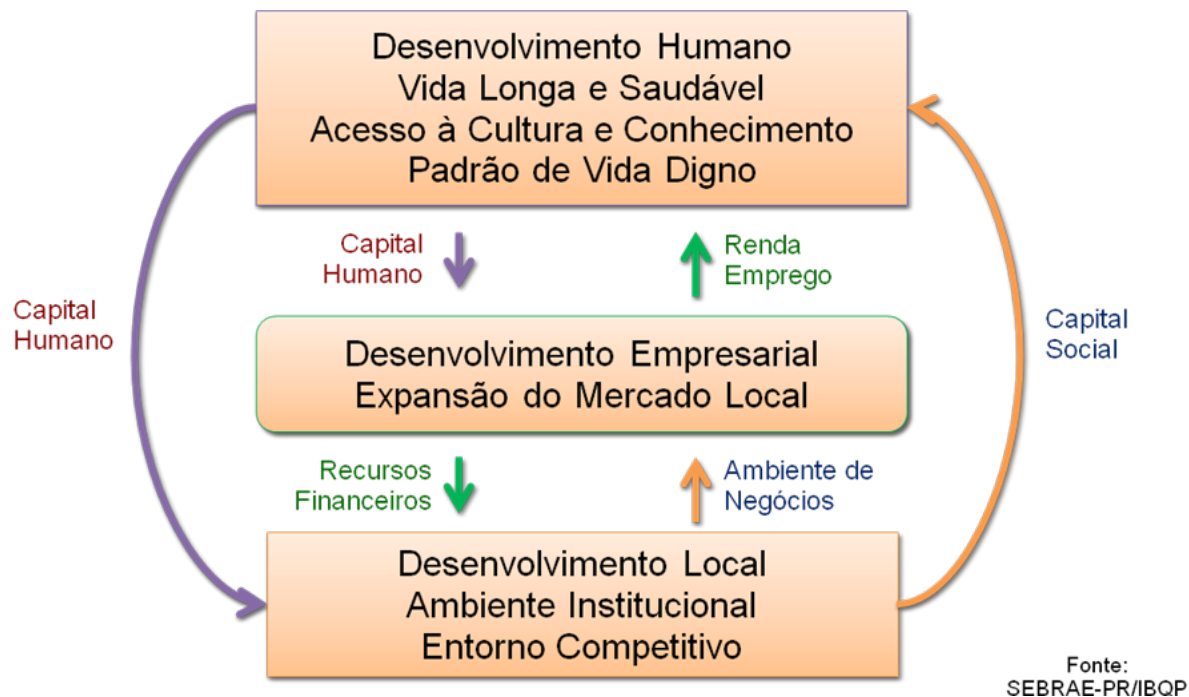 Desenvolvimento Humano
Vida Longa e Saudável
Acesso à Cultura e Conhecimento
Padrão de Vida Digno
Capital
Humano
Renda
Emprego
Capital
Humano
Desenvolvimento Empresarial
Expansão do Mercado Local
Capital
Social
Recursos
Financeiros
Ambiente de
Negócios
Desenvolvimento Local
Ambiente Institucional
Entorno Competitivo
Fonte:
SEBRAE-PR/IBQP